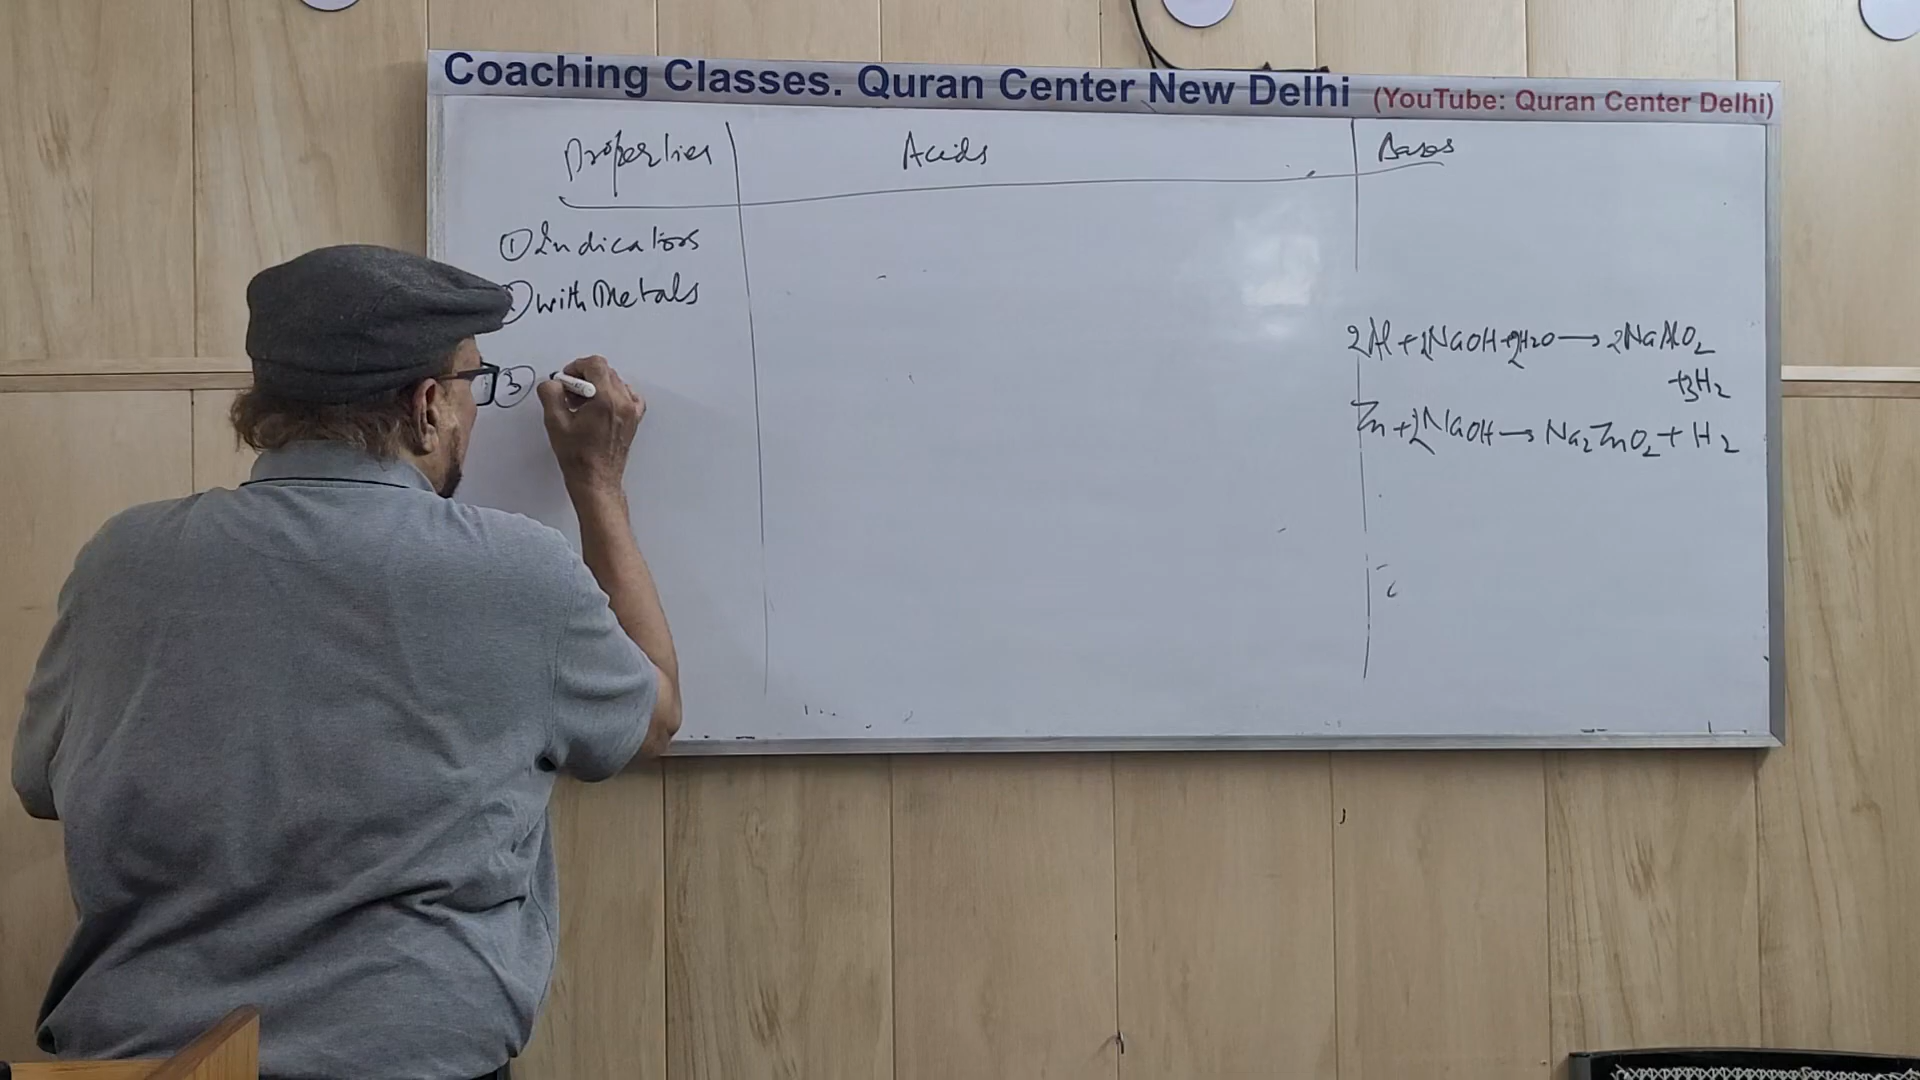 Coaching Classes. Quran Center New Delhi (YouTube: Quran Center Delhi)
Properties Acids Bases
① Indicators
② with Metals
2Al + 2NaOH + 2H2O → 2NaAlO2
+ 3H2
③
Zn + 2NaOH → Na2ZnO2 + H2